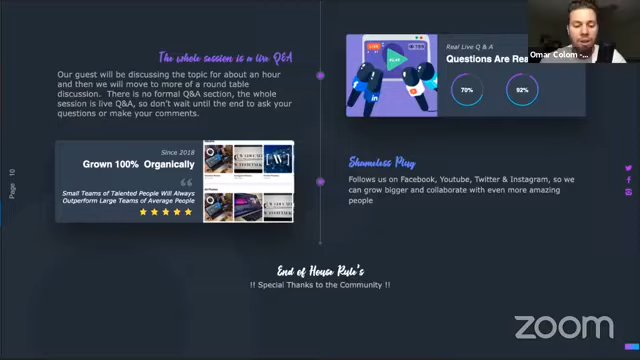 The whole session is a live Q&A
Our guest will be discussing the topic for about an hour
and then we will move to more of a round table
discussion. There is no formal Q&A section, the whole
session is live Q&A, so don't wait until the end to ask your
questions or make your comments.
LIVE
Real Live Q & A
Questions Are Rea
70%
92%
Omar Colom -
Since 2018
Grown 100% Organically
Small Teams of Talented People Will Always
Outperform Large Teams of Average People
Shameless Plug
Follows us on Facebook, Youtube, Twitter & Instagram, so we
can grow bigger and collaborate with even more amazing
people
Page 10
End of House Rule's
!! Special Thanks to the Community !!
zoom